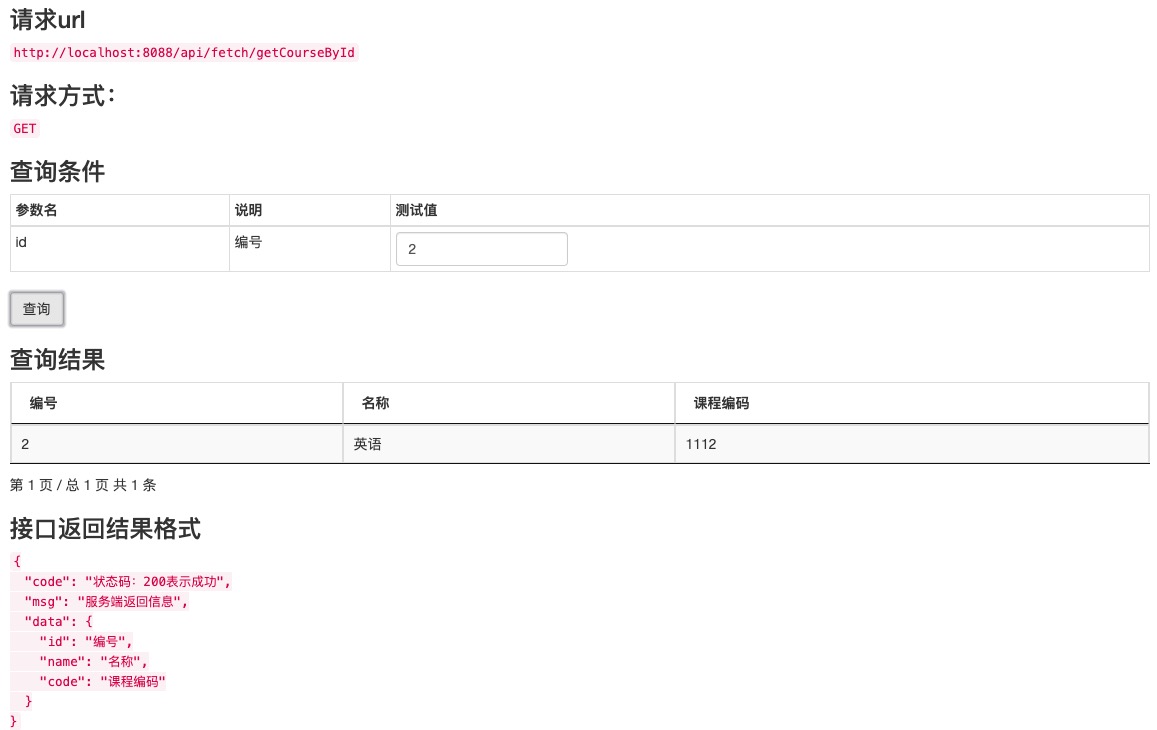 请求url
http://localhost:8088/api/fetch/getCourseById
请求方式：
GET
查询条件
参数名 说明 测试值
id 编号 2
查询
查询结果
编号 名称 课程编码
2 英语 1112
第 1 页 / 总 1 页 共 1 条
接口返回结果格式
{
  "code": "状态码：200表示成功",
  "msg": "服务端返回信息",
  "data": {
    "id": "编号",
    "name": "名称",
    "code": "课程编码"
  }
}